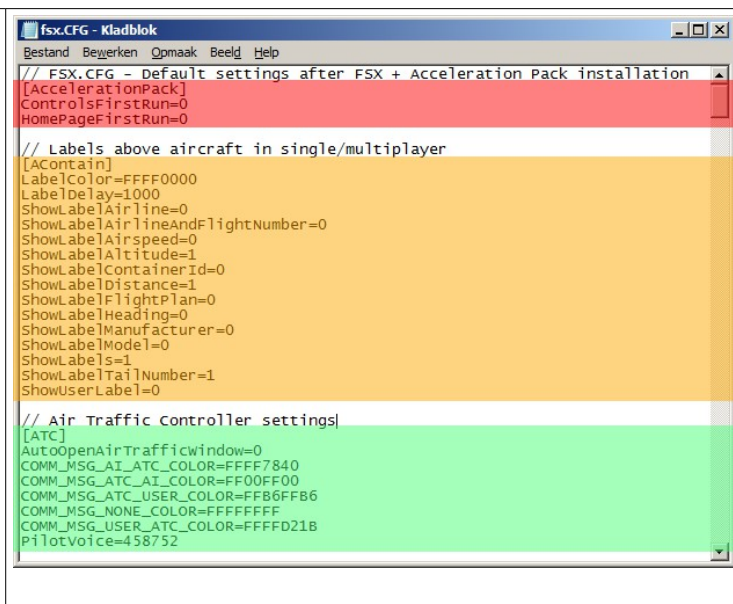 fsx.CFG - Kladblok
Bestand Bewerken Opmaak Beeld Help
// FSX.CFG - Default settings after FSX + Acceleration Pack installation
[AccelerationPack]
ControlsFirstRun=0
HomePageFirstRun=0
// Labels above aircraft in single/multiplayer
[AContain]
LabelColor=FFFF0000
LabelDelay=1000
ShowLabelAirline=0
ShowLabelAirlineAndFlightNumber=0
ShowLabelAirspeed=0
ShowLabelAltitude=1
ShowLabelContainerId=0
ShowLabelDistance=1
ShowLabelFlightPlan=0
ShowLabelHeading=0
ShowLabelManufacturer=0
ShowLabelModel=0
ShowLabels=1
ShowLabelTailNumber=1
ShowUserLabel=0
// Air Traffic Controller settings
[ATC]
AutoOpenAirTrafficWindow=0
COMM_MSG_AI_ATC_COLOR=FFFF7840
COMM_MSG_ATC_AI_COLOR=FF00FF00
COMM_MSG_ATC_USER_COLOR=FFB6FFB6
COMM_MSG_NONE_COLOR=FFFFFFFF
COMM_MSG_USER_ATC_COLOR=FFFFD21B
PilotVoice=458752